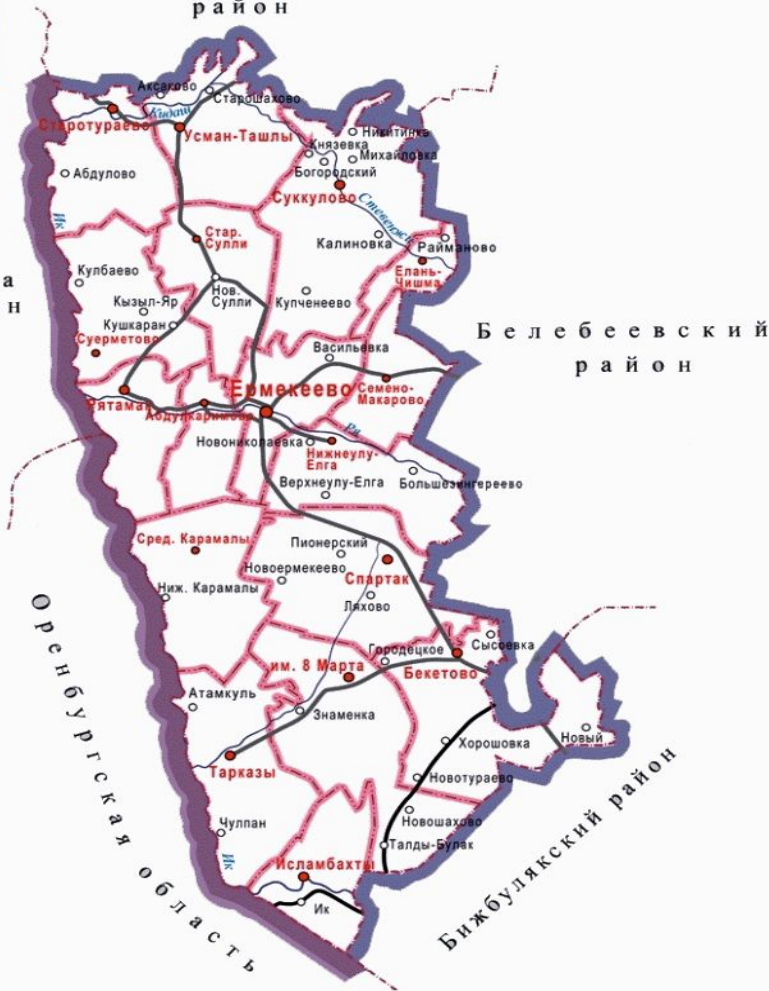 район
Аксаково
Старошахово
Кидаш
Старотураево
Усман-Ташлы
Никитинка
Князевка
Михайловка
Богородский
Абдулово
Суккулово
Стевензя
Ик
Стар.
Сулли
Калиновка
Райманово
Кулбаево
Елань-
Чишма
а
н
Нов.
Сулли
Кызыл-Яр
Купченеево
Кушкаран
Суерметово
Васильевка
Белебеевский
район
Ермекеево
Семено-
Макарово
Рятамак
Абдулкаримово
Ря
Новониколаевка
Нижнеулу-
Елга
Верхнеулу-Елга
Большезингереево
Сред. Карамалы
Пионерский
Новоермекеево
Спартак
Ниж. Карамалы
Ляхово
Оренбургская область
Городецкое
Сысоевка
им. 8 Марта
Бекетово
Атамкуль
Знаменка
Хорошовка
Новый
Тарказы
Новотураево
Чулпан
Новошахово
Талды-Булак
Ик
Исламбахты
Ик
Бижбулякский район